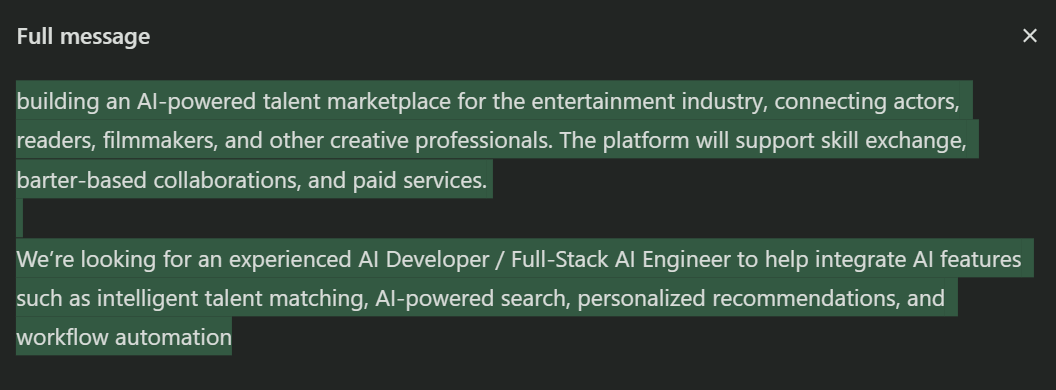 Full message
building an AI-powered talent marketplace for the entertainment industry, connecting actors,
readers, filmmakers, and other creative professionals. The platform will support skill exchange,
barter-based collaborations, and paid services.
We’re looking for an experienced AI Developer / Full-Stack AI Engineer to help integrate AI features
such as intelligent talent matching, AI-powered search, personalized recommendations, and
workflow automation